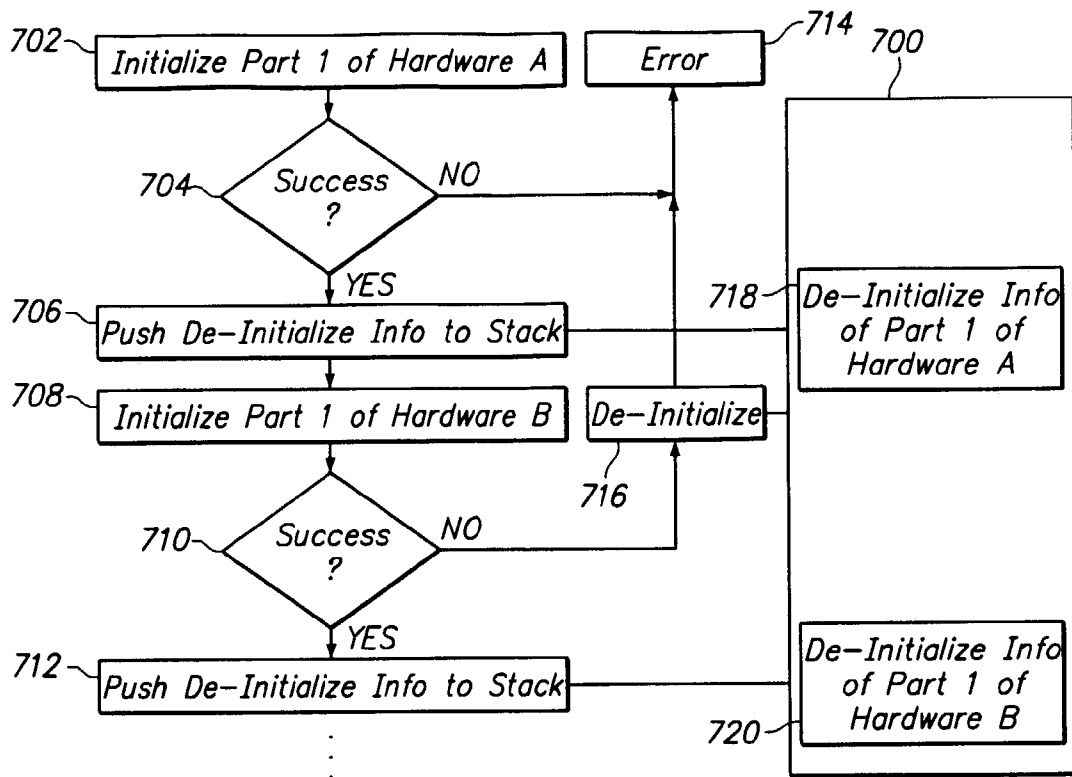 702
Initialize Part 1 of Hardware A
714
Error
700
704
Success
?
NO
YES
706
Push De-Initialize Info to Stack
718
De-Initialize Info
of Part 1 of
Hardware A
708
Initialize Part 1 of Hardware B
De-Initialize
716
710
Success
?
NO
YES
712
Push De-Initialize Info to Stack
De-Initialize Info
of Part 1 of
Hardware B
720